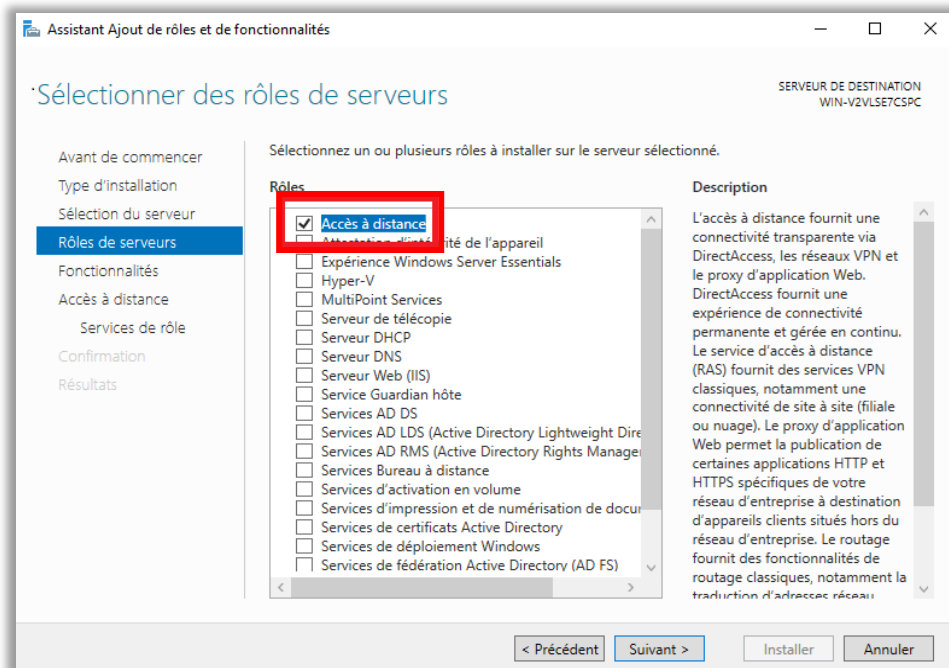 Assistant Ajout de rôles et de fonctionnalités
Sélectionner des rôles de serveurs
SERVEUR DE DESTINATION
WIN-V2VLSE7CSPC
Avant de commencer
Type d'installation
Sélection du serveur
Rôles de serveurs
Fonctionnalités
Accès à distance
Services de rôle
Confirmation
Résultats
Sélectionnez un ou plusieurs rôles à installer sur le serveur sélectionné.
Rôles
Accès à distance
Attestation d'intégrité de l'appareil
Expérience Windows Server Essentials
Hyper-V
MultiPoint Services
Serveur de télécopie
Serveur DHCP
Serveur DNS
Serveur Web (IIS)
Service Guardian hôte
Services AD DS
Services AD LDS (Active Directory Lightweight Dire
Services AD RMS (Active Directory Rights Manage
Services Bureau à distance
Services d'activation en volume
Services d'impression et de numérisation de docu
Services de certificats Active Directory
Services de déploiement Windows
Services de fédération Active Directory (AD FS)
Description
L'accès à distance fournit une
connectivité transparente via
DirectAccess, les réseaux VPN et
le proxy d'application Web.
DirectAccess fournit une
expérience de connectivité
permanente et gérée en continu.
Le service d'accès à distance
(RAS) fournit des services VPN
classiques, notamment une
connectivité de site à site (filiale
ou nuage). Le proxy d'application
Web permet la publication de
certaines applications HTTP et
HTTPS spécifiques de votre
réseau d'entreprise à destination
d'appareils clients situés hors du
réseau d'entreprise. Le routage
fournit des fonctionnalités de
routage classiques, notamment la
traduction d'adresses réseau
< Précédent
Suivant >
Installer
Annuler